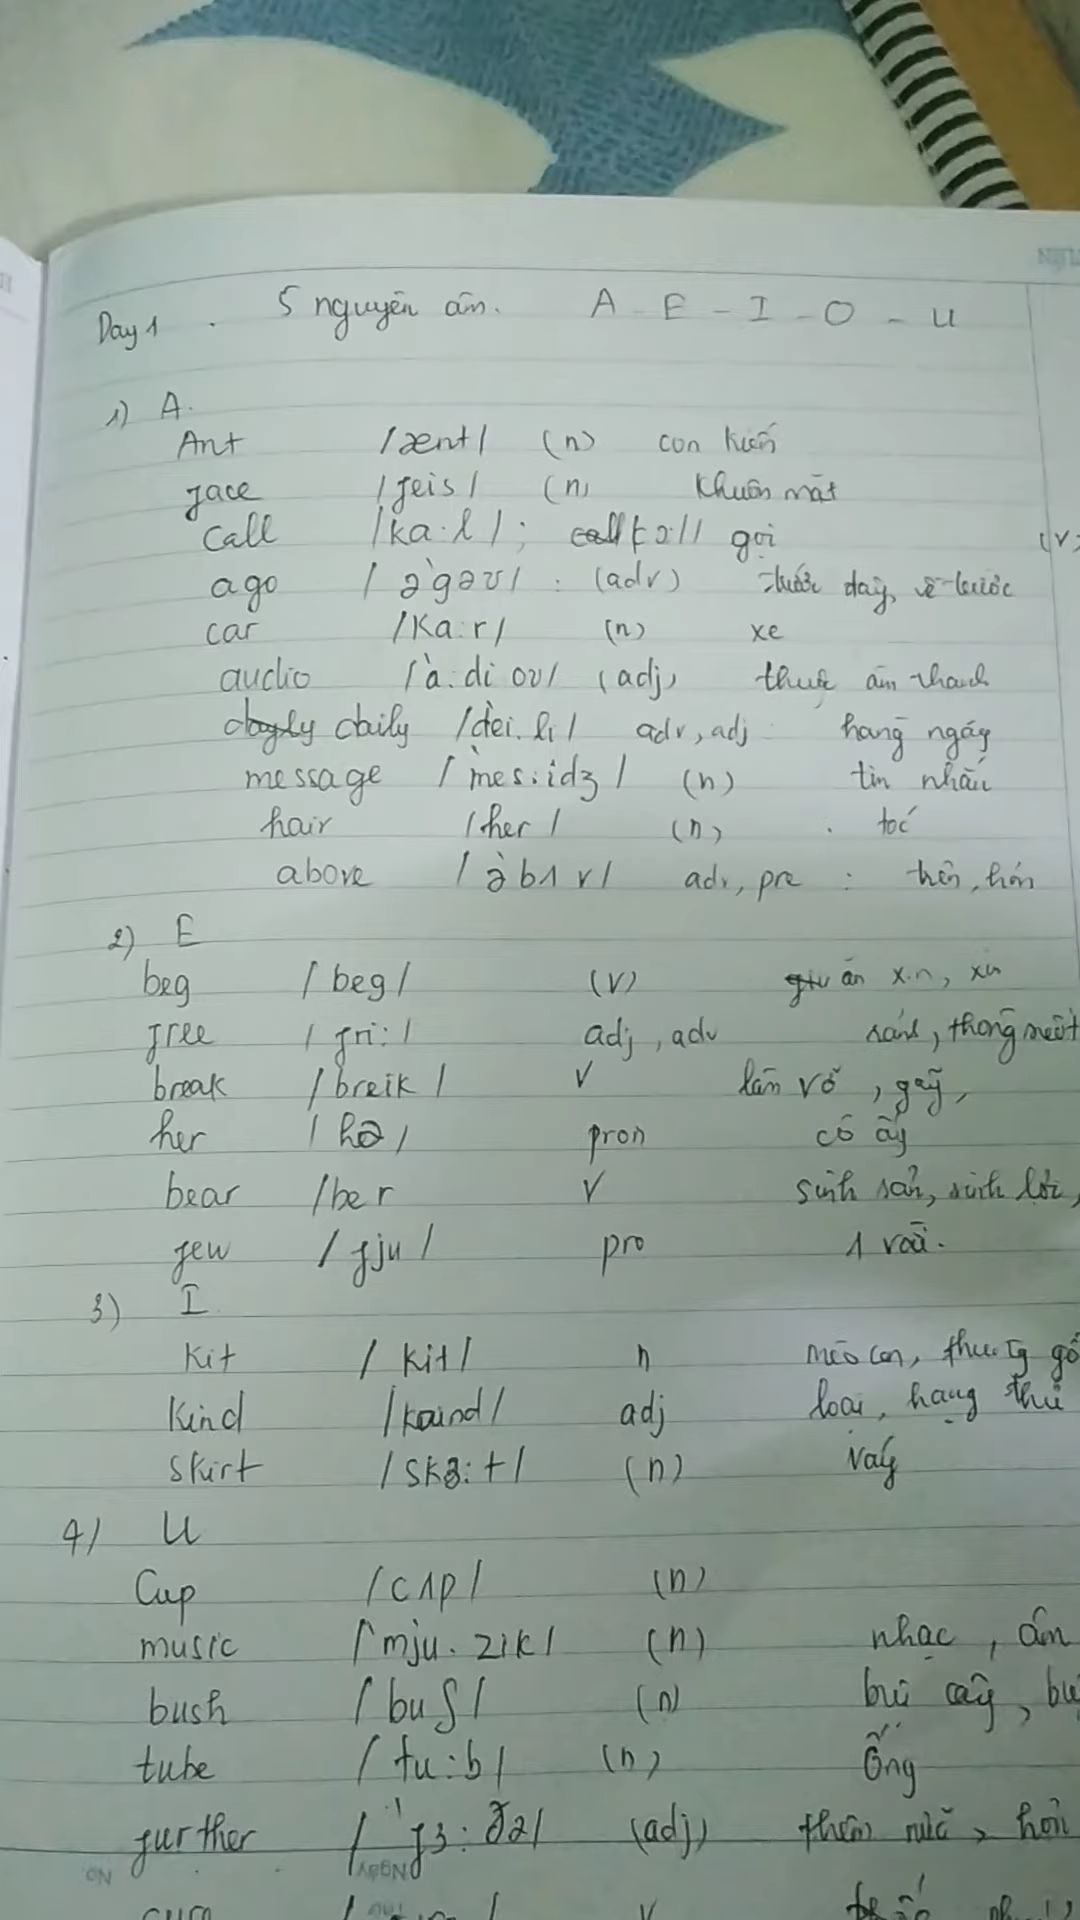 Day 1 . 5 nguyên âm. A - E - I - O - U
1) A.
Ant /ænt/ (n) con kiến
face /feis/ (n) khuôn mặt
call /ka:l/; /kɔ:l/ gọi (v)
ago /ə'gəʊ/ : (adv) trước đây, về trước
car /ka:r/ (n) xe
audio /'a:di oʊ/ (adj) thuộc âm thanh
daily /'dei.li/ adv, adj hàng ngày
message /'mes:idʒ/ (n) tin nhắn
hair /her/ (n) . tóc
above /ə'bʌv/ adv, pre : trên, hơn
2) E
beg /beg/ (v) ăn xin, xin
free /fri:/ adj, adv thông
break /breik/ v làm vỡ, gãy,
her /hə/ pron cô ấy
bear /ber v sinh sản, sinh lời,
few /fju/ pro 1 vài.
3) I
kit /kit/ n mèo con, gỗ
kind /kaind/ adj loại, hạng thứ
skirt /skɜ:t/ (n) váy
4/ U
Cup /cʌp/ (n)
music /'mju.zik/ (n) nhạc, âm
bush /buʃ/ (n) bụi cây, bụ
tube /tu:b/ (n) ống
further /'fɜ:ðə/ (adj) thêm nữa, hơn